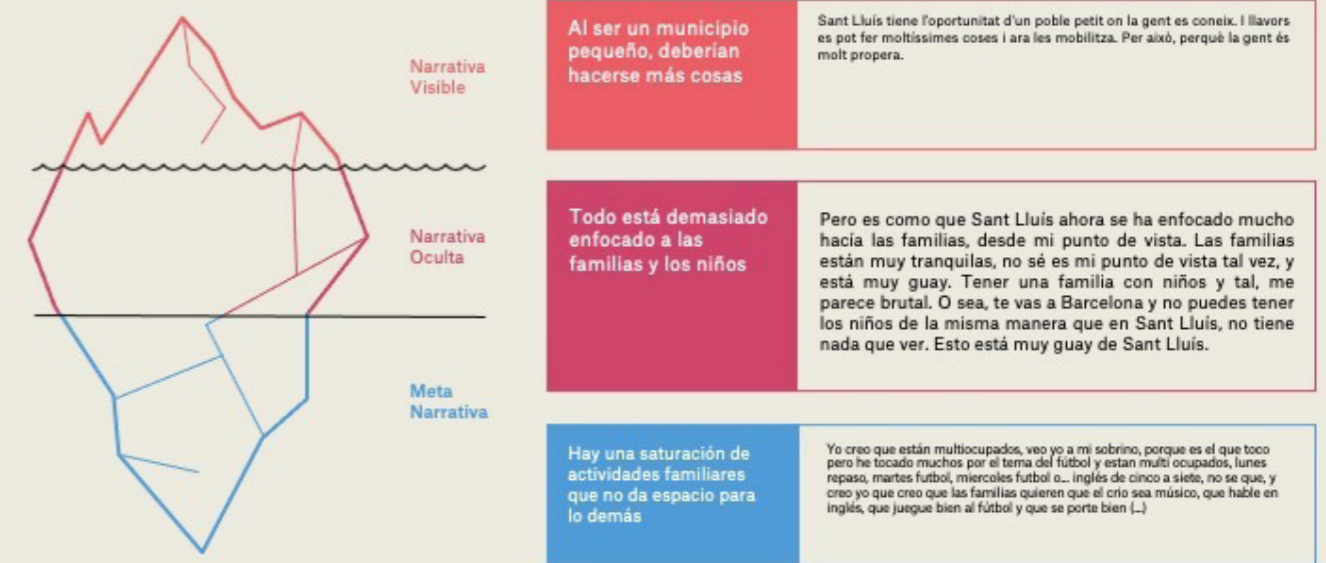 Narrativa
Visible
Al ser un municipio
pequeño, deberían
hacerse más cosas
Sant Lluís tiene l'oportunitat d'un poble petit on la gent es coneix. I llavors
es pot fer moltíssimes coses i ara les mobilitza. Per això, perquè la gent és
molt propera.
Narrativa
Oculta
Todo está demasiado
enfocado a las
familias y los niños
Pero es como que Sant Lluís ahora se ha enfocado mucho
hacía las familias, desde mi punto de vista. Las familias
están muy tranquilas, no sé es mi punto de vista tal vez, y
está muy guay. Tener una familia con niños y tal, me
parece brutal. O sea, te vas a Barcelona y no puedes tener
los niños de la misma manera que en Sant Lluís, no tiene
nada que ver. Esto está muy guay de Sant Lluís.
Meta
Narrativa
Hay una saturación de
actividades familiares
que no da espacio para
lo demás
Yo creo que están multiocupados, veo yo a mi sobrino, porque es el que toco
pero he tocado muchos por el tema del fútbol y estan multi ocupados, lunes
repaso, martes futbol, miercoles futbol o... inglés de cinco a siete, no se que, y
creo yo que creo que las familias quieren que el crío sea músico, que hable en
inglés, que juegue bien al fútbol y que se porte bien (...)